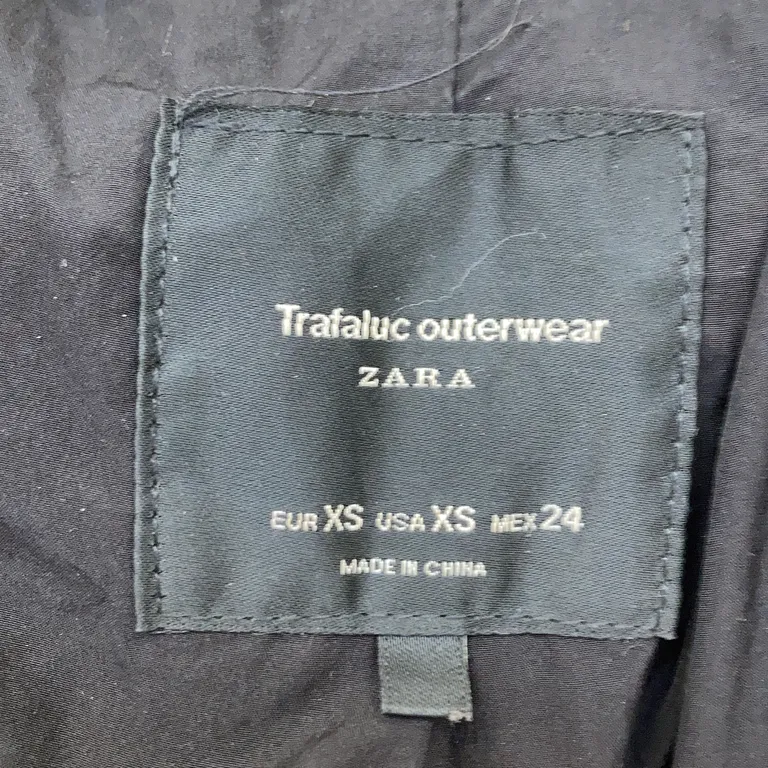 Trafaluc outerwear
ZARA
EUR XS USA XS MEX 24
MADE IN CHINA